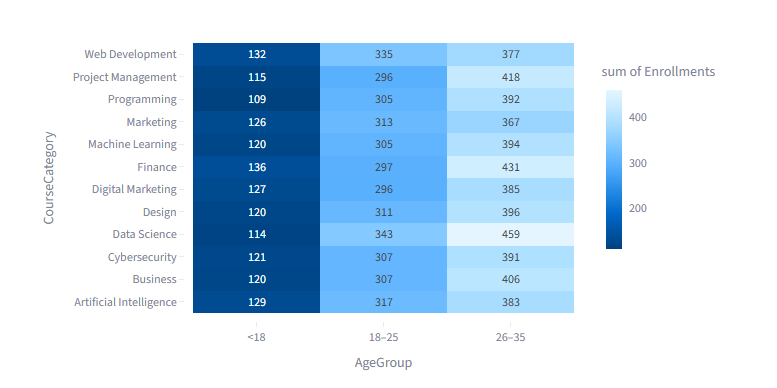 Web Development 132 335 377
sum of Enrollments
Project Management 115 296 418
Programming 109 305 392
400
Marketing 126 313 367
Machine Learning 120 305 394
300
Finance 136 297 431
Digital Marketing 127 296 385
200
Design 120 311 396
Data Science 114 343 459
Cybersecurity 121 307 391
Business 120 307 406
Artificial Intelligence 129 317 383
CourseCategory
<18 18–25 26–35
AgeGroup